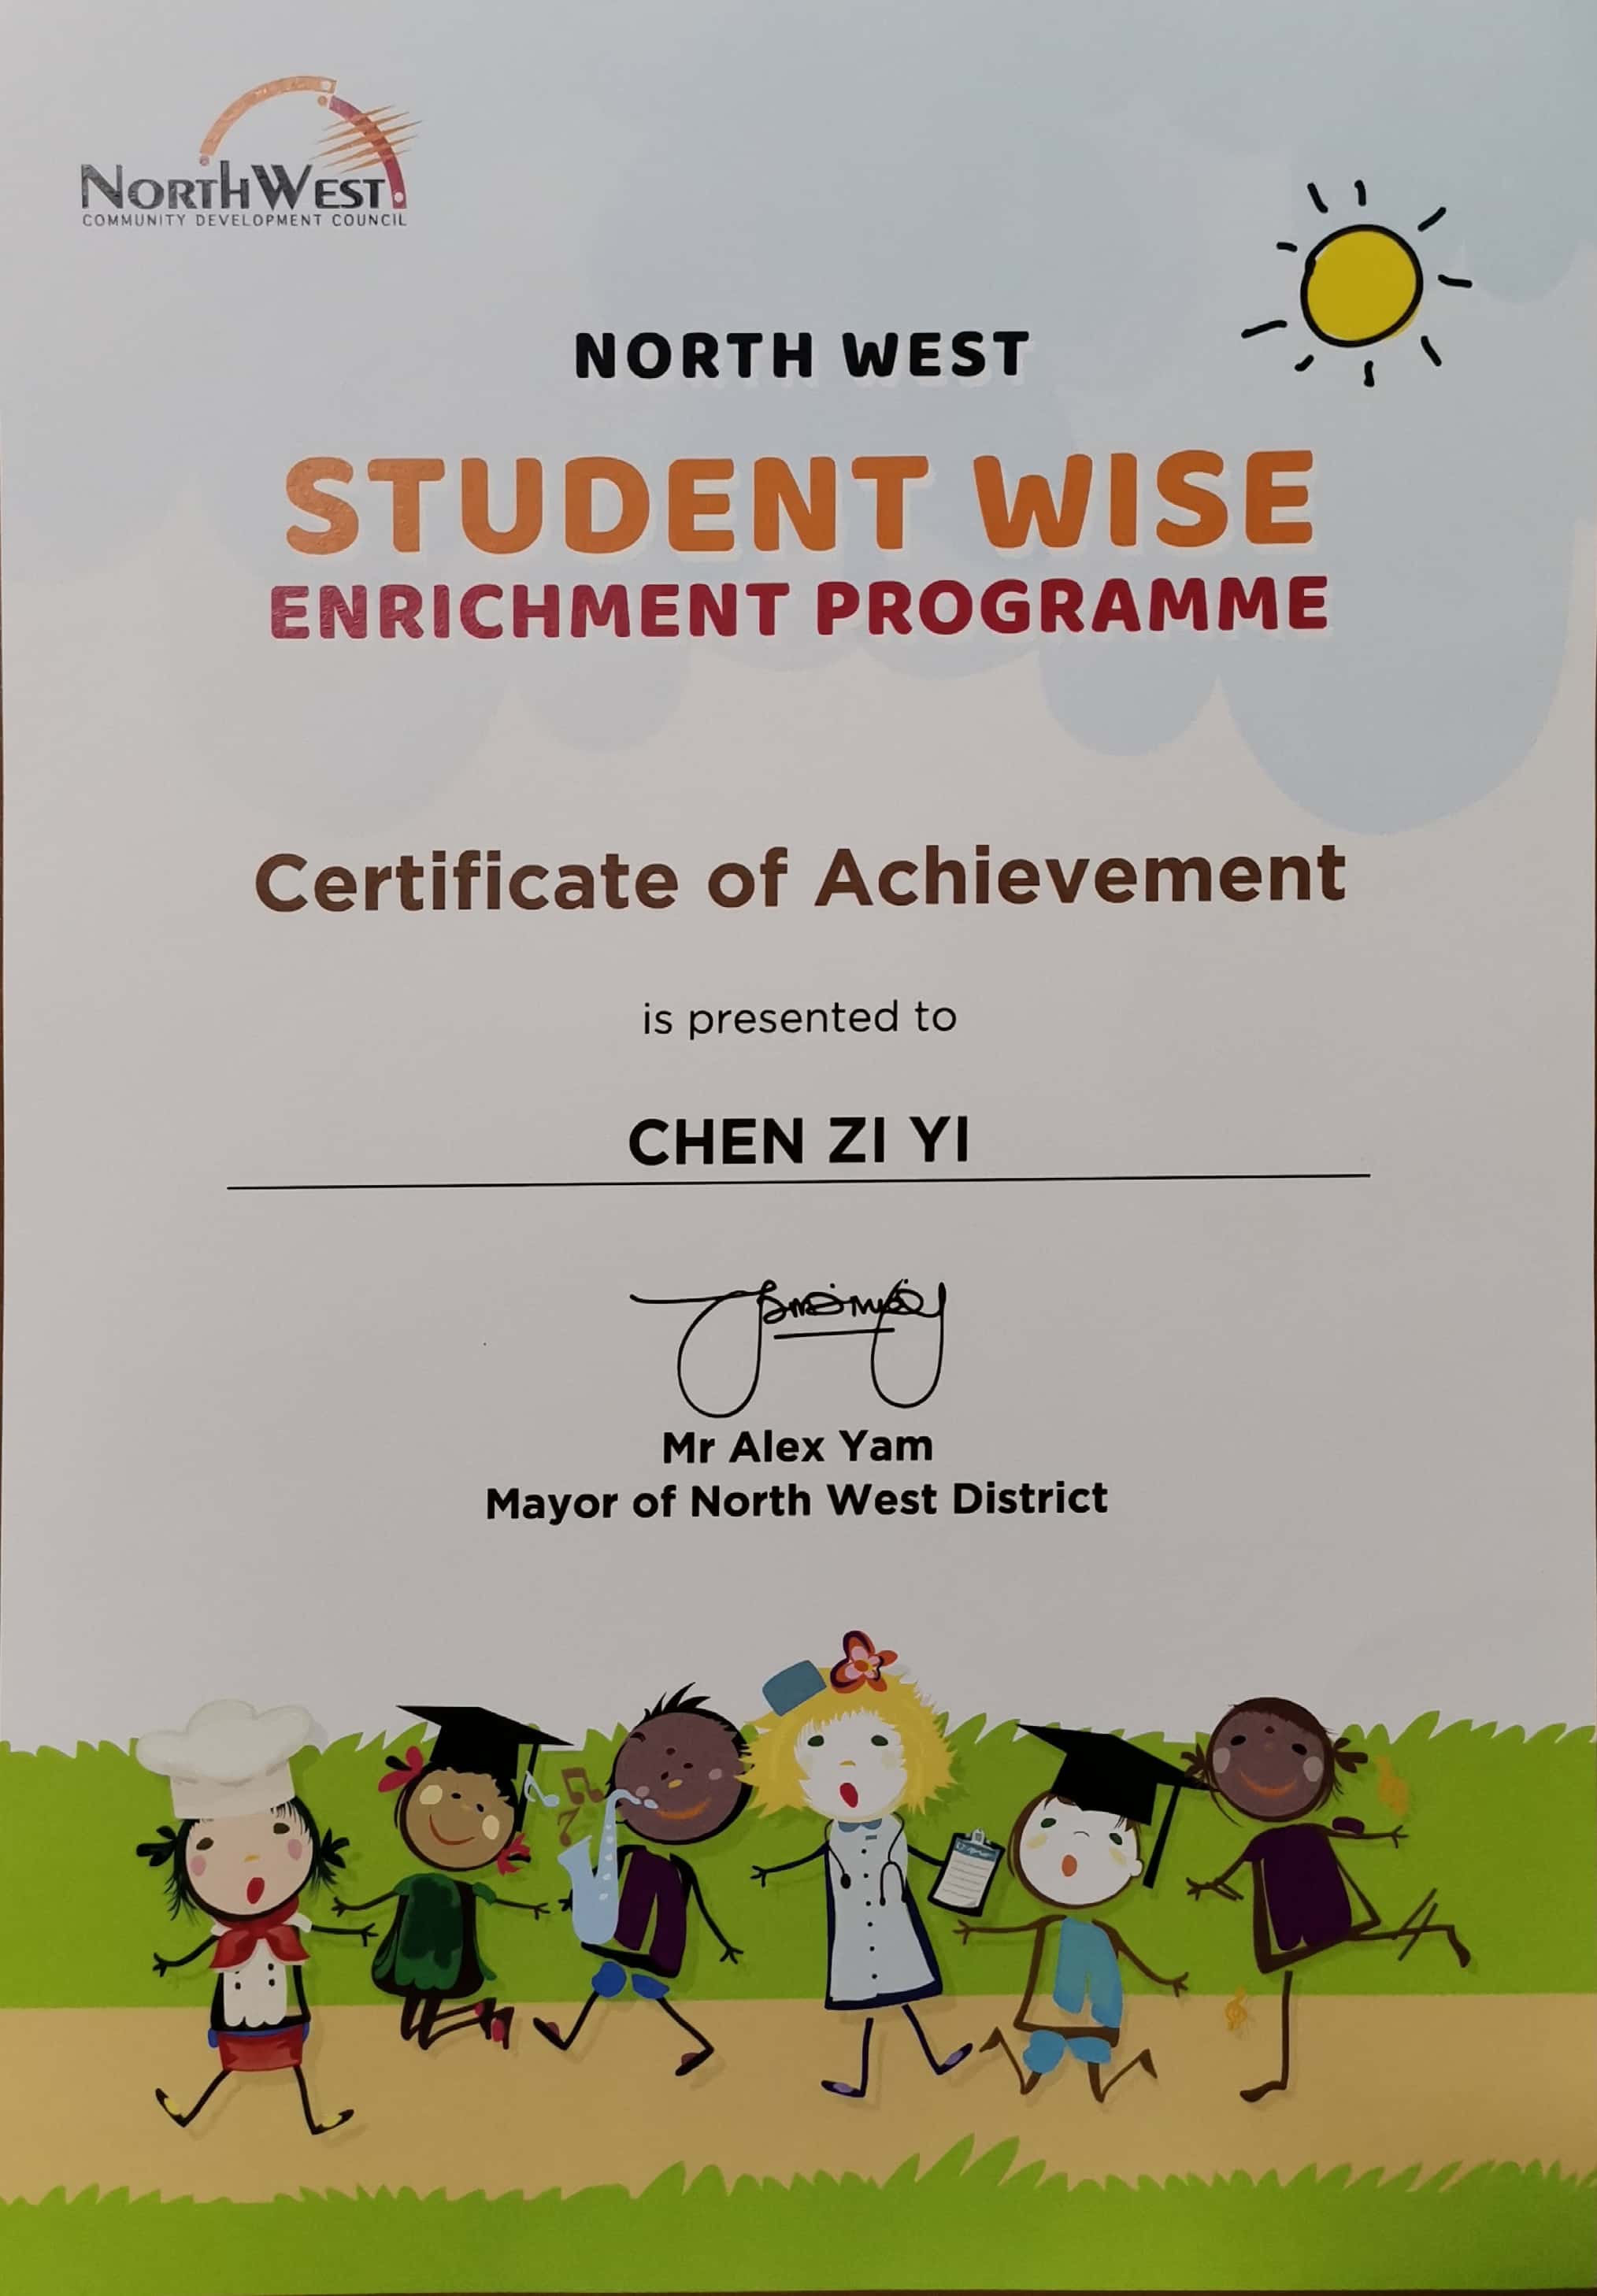 NORTHWEST
COMMUNITY DEVELOPMENT COUNCIL
NORTH WEST
STUDENT WISE
ENRICHMENT PROGRAMME
Certificate of Achievement
is presented to
CHEN ZI YI
Mr Alex Yam
Mayor of North West District